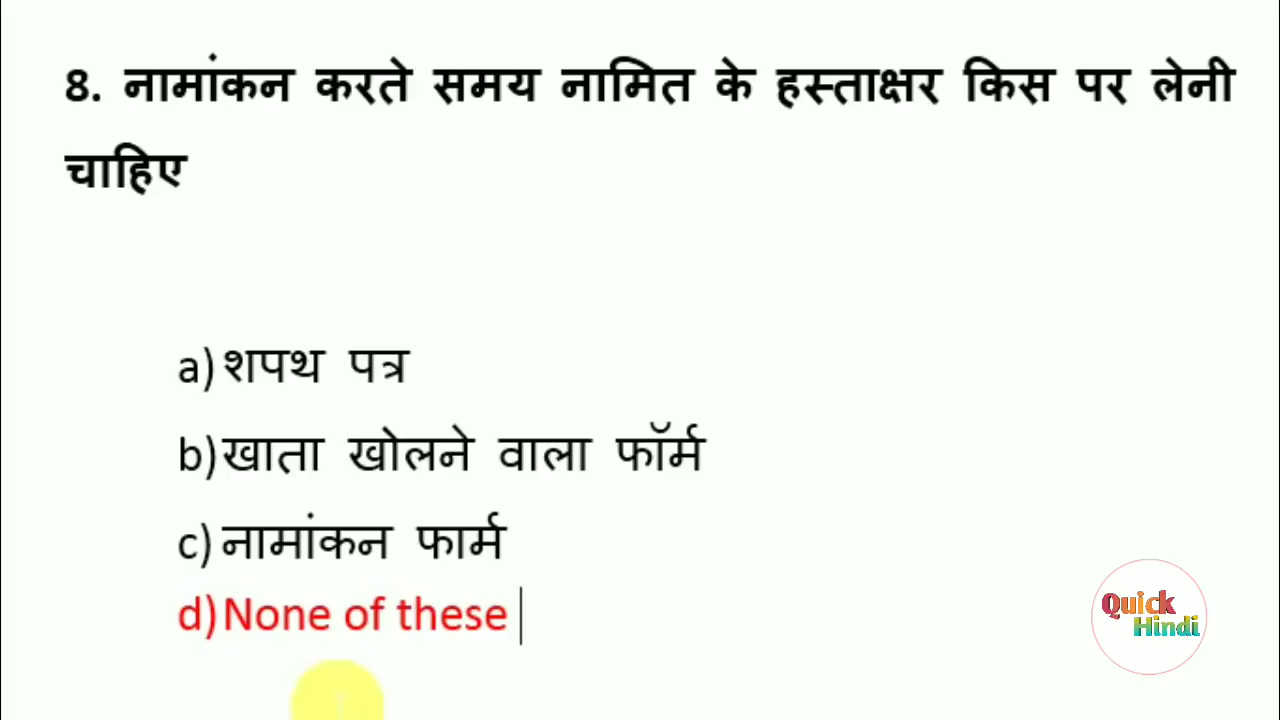 8. नामांकन करते समय नामित के हस्ताक्षर किस पर लेनी
चाहिए
a) शपथ पत्र
b) खाता खोलने वाला फॉर्म
c) नामांकन फार्म
d) None of these
Quick
Hindi